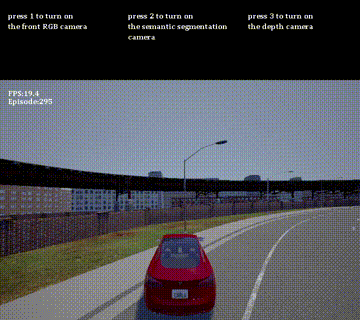 press 1 to turn on
the front RGB camera
press 2 to turn on
the semantic segmentation
camera
press 3 to turn on
the depth camera
FPS:19.4
Episode:295